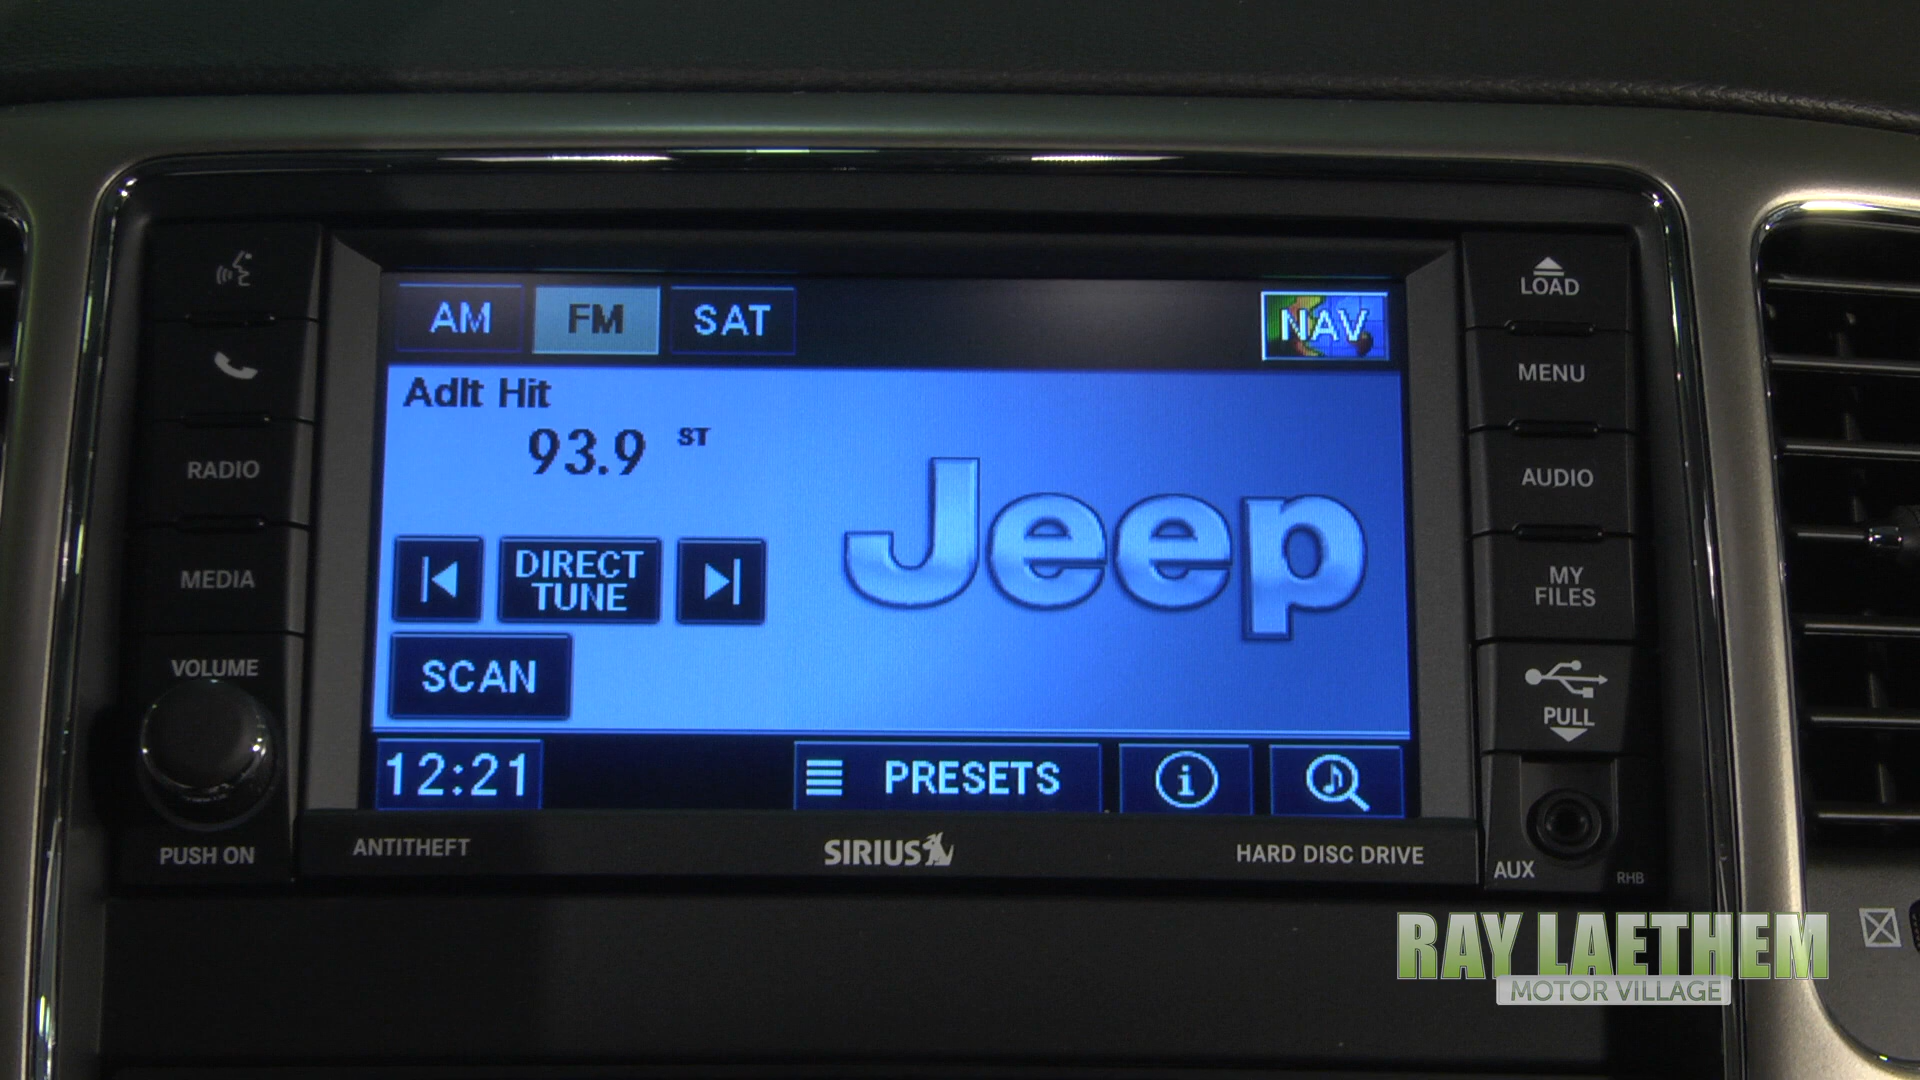 AM FM SAT NAV
Adlt Hit
93.9 ST
DIRECT
TUNE
SCAN
Jeep
12:21 PRESETS
RADIO
MEDIA
VOLUME
PUSH ON
LOAD
MENU
AUDIO
MY
FILES
PULL
AUX
RHB
ANTITHEFT SIRIUS HARD DISC DRIVE
RAY LAETHEM
MOTOR VILLAGE